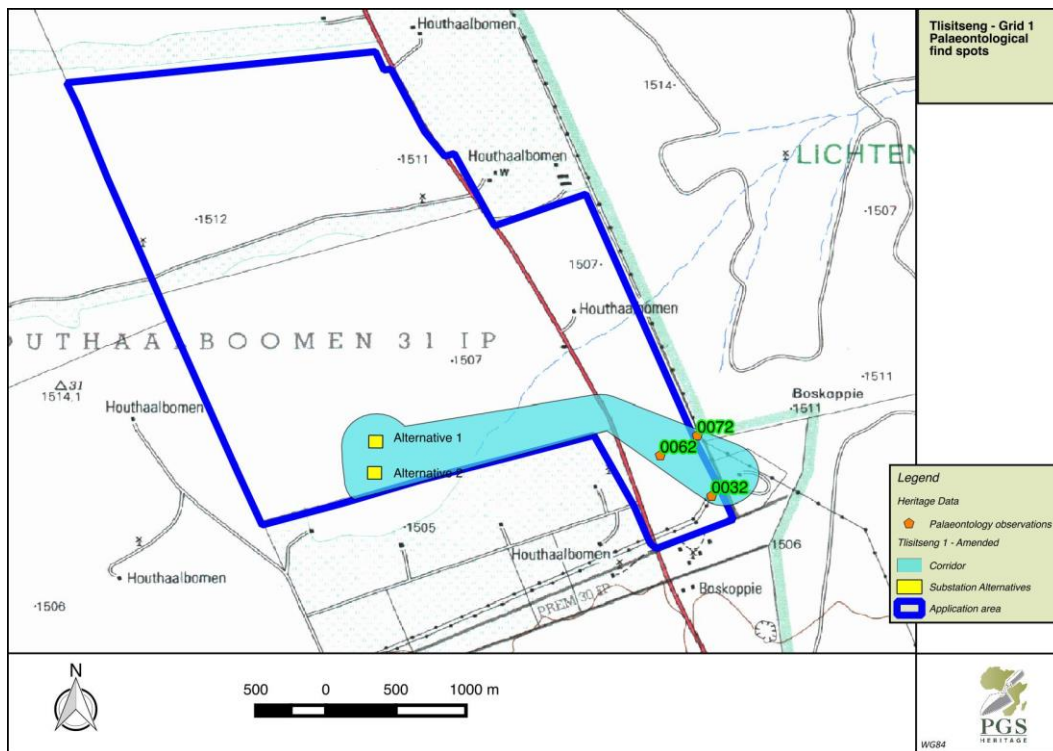 Tlisitseng - Grid 1
Palaeontological
find spots
Houthaalbomen
1514
LICHTEN
1511
Houthaalbomen
W
1512
1507
1507
Houthaalbomen
OUTHAALBOOMEN 31 IP
1507
31
1514.1
1511
Boskoppie
1511
Houthaalbomen
0072
Alternative 1
0062
Alternative 2
0032
1505
1506
Houthaalbomen
Houthaalbomen
1506
PREM 30 IP
Boskoppie
Legend
Heritage Data
Palaeontology observations
Tlisitseng 1 - Amended
Corridor
Substation Alternatives
Application area
N
500 0 500 1000 m
PGS
HERITAGE
WG84